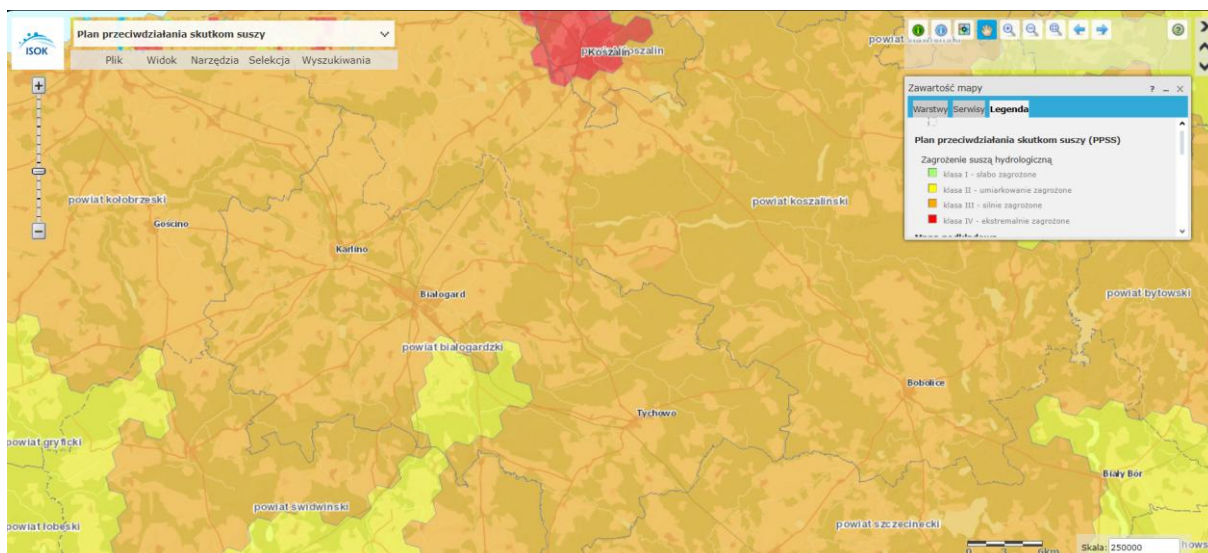 ISOK
Plan przeciwdziałania skutkom suszy
Plik Widok Narzędzia Selekcja Wyszukiwania
Koszalin
powiat kołobrzeski
Gościno
Karlino
Białogard
powiat białogardzki
powiat koszaliński
powiat bytowski
Bobolice
Tychowo
powiat gryficki
Biały Bór
powiat świdwiński
powiat łobeski
powiat szczecinecki
Zawartość mapy ? _ ×
Warstwy Serwisy Legenda
Plan przeciwdziałania skutkom suszy (PPSS)
Zagrożenie suszą hydrologiczną
klasa I - słabo zagrożone
klasa II - umiarkowanie zagrożone
klasa III - silnie zagrożone
klasa IV - ekstremalnie zagrożone
0 3 6km
Skala: 250000